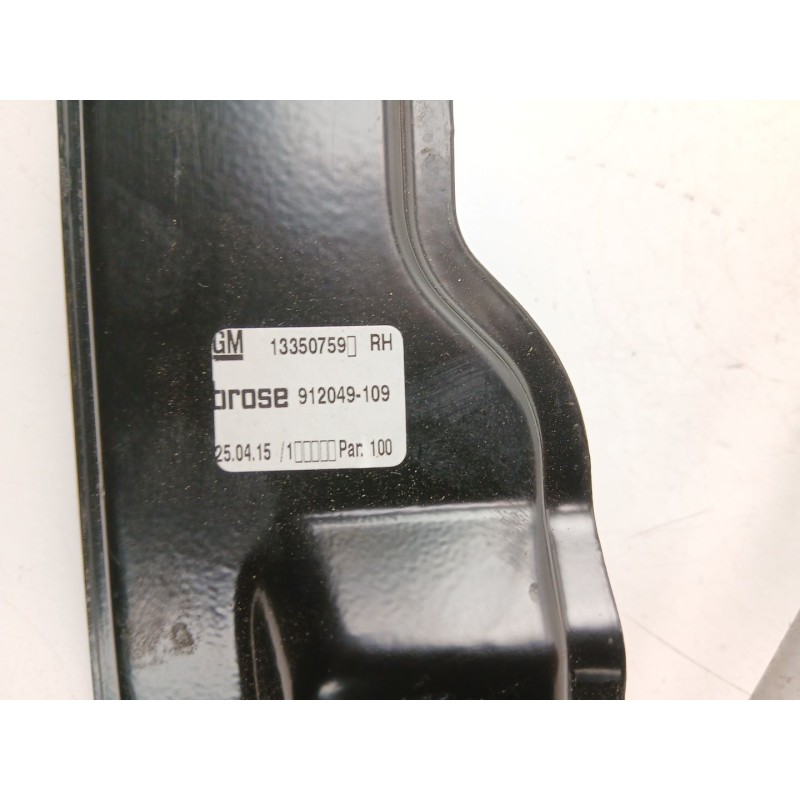 GM 13350759▯ RH
brose 912049-109
25.04.15 /1▯▯▯▯▯ Par. 100